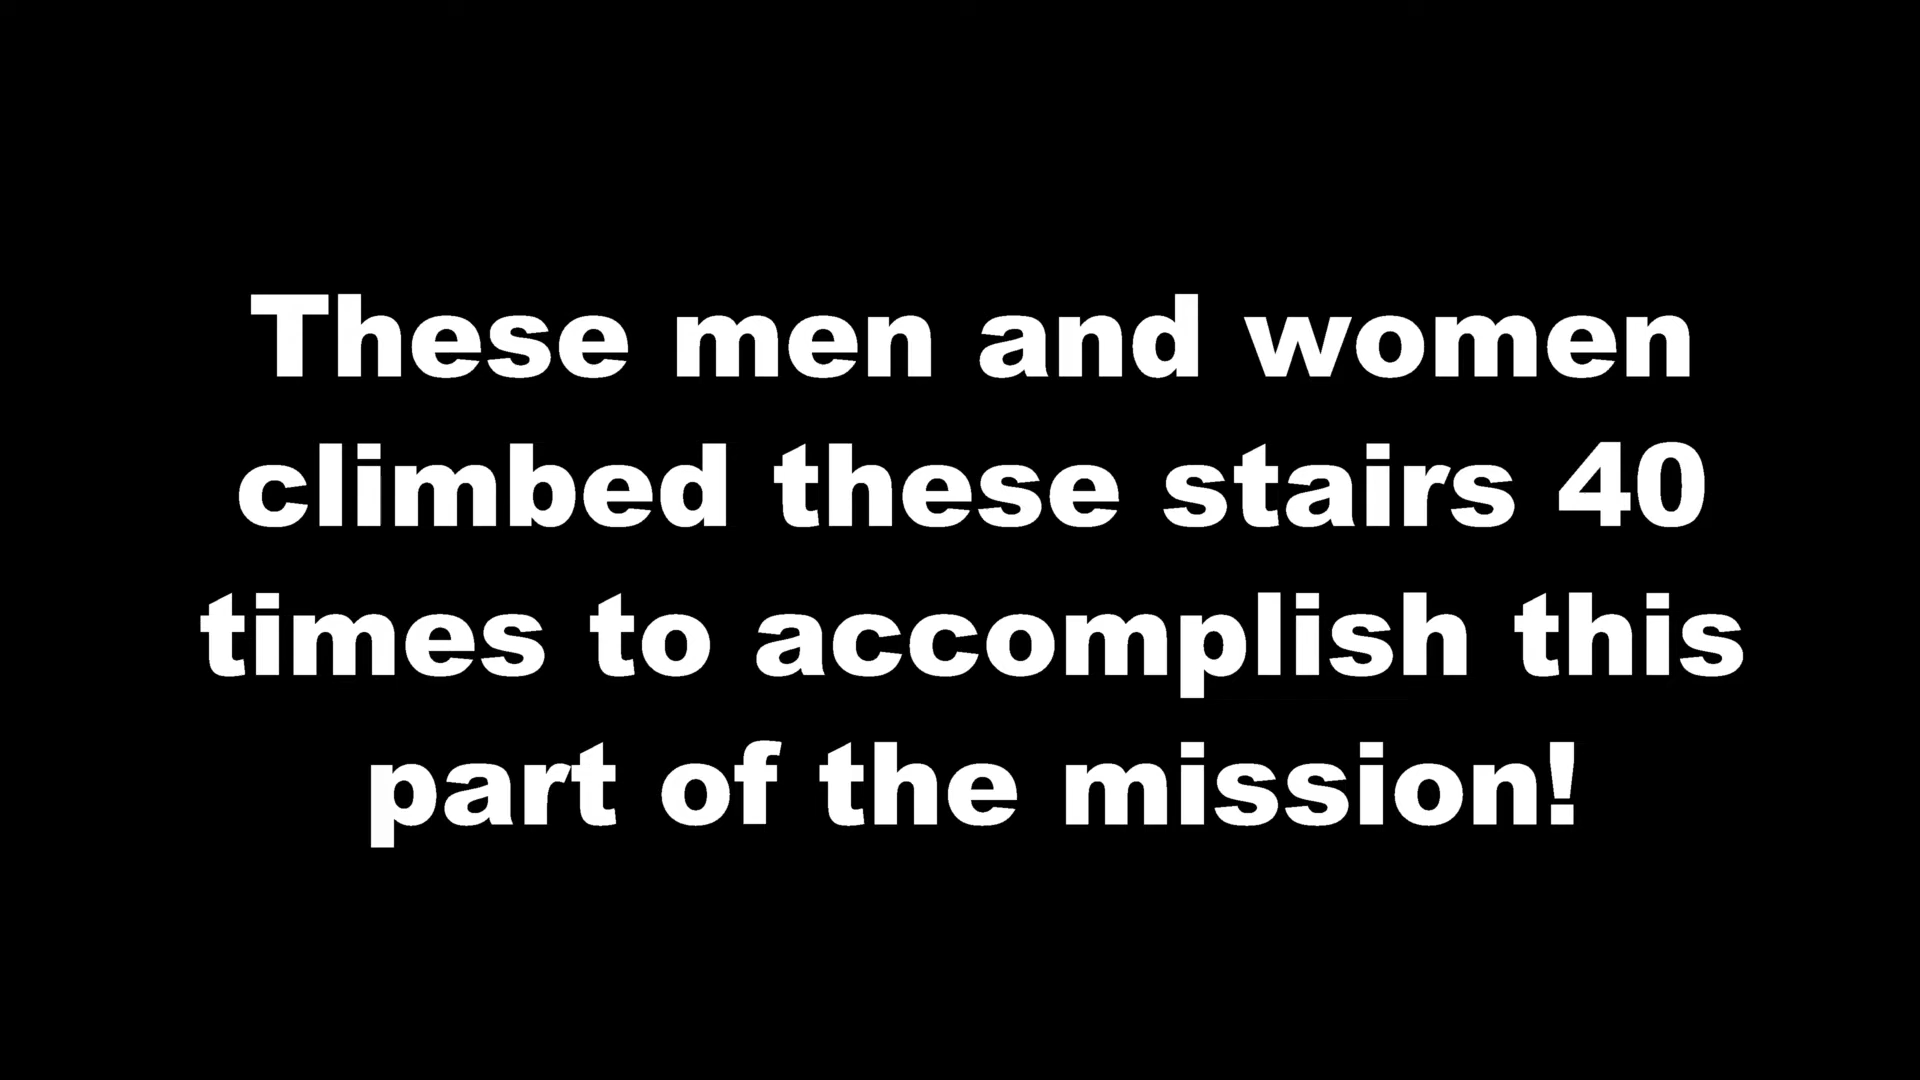 These men and women
climbed these stairs 40
times to accomplish this
part of the mission!